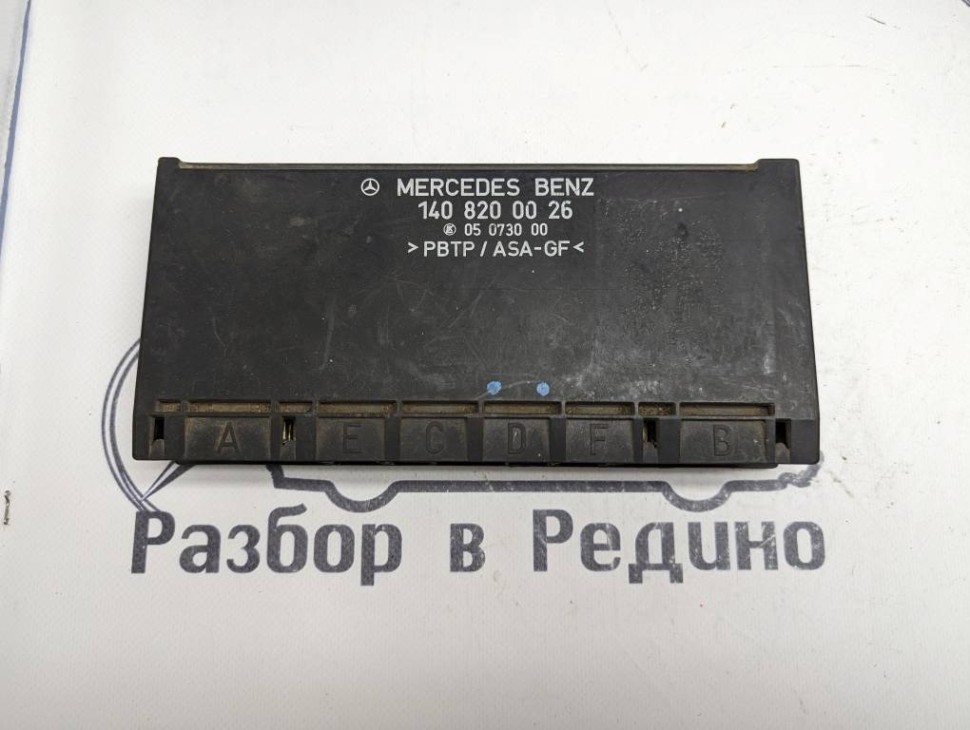 MERCEDES BENZ
140 820 00 26
05 0730 00
>PBTP / ASA-GF<
A E C D F B
Разбор в Редино